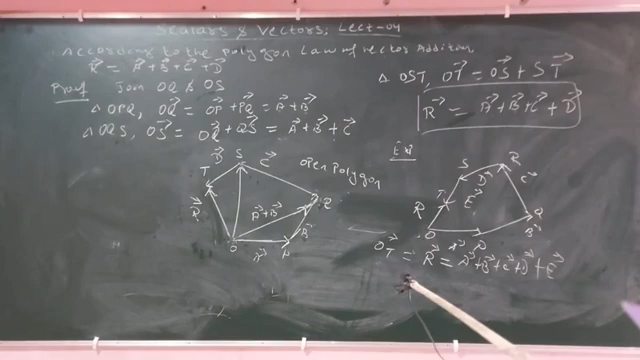 Scalars & Vectors, Lect-04
According to the Polygon Law of Vector Addition,
R⃗ = A⃗ + B⃗ + C⃗ + D⃗
Proof Join OQ & OS
Δ OPQ, OQ⃗ = OP⃗ + PQ⃗ = A⃗ + B⃗
Δ OQS, OS⃗ = OQ⃗ + QS⃗ = A⃗ + B⃗ + C⃗
Δ OST, OT⃗ = OS⃗ + ST⃗
R⃗ = A⃗ + B⃗ + C⃗ + D⃗
D⃗ S C⃗
T
R⃗
A⃗+B⃗
B⃗
O A⃗ P
open polygon
S R
D⃗ C⃗
T E⃗
R⃗ Q
O A⃗ P B⃗
OT⃗ = R⃗ = A⃗ + B⃗ + C⃗ + D⃗ + E⃗